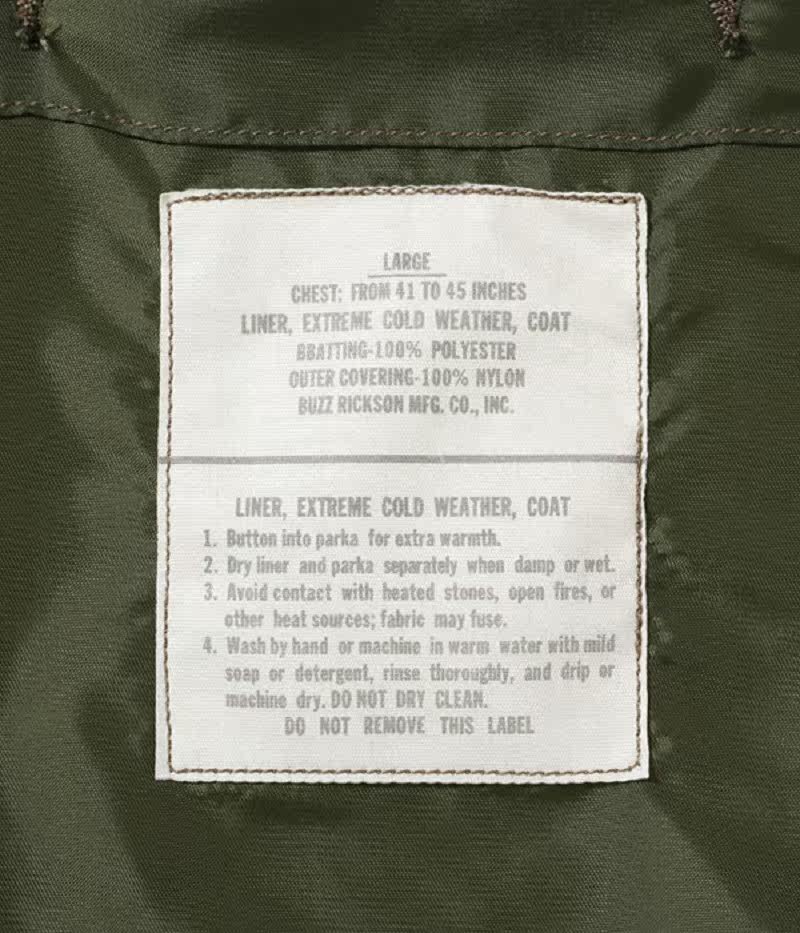 LARGE
CHEST: FROM 41 TO 45 INCHES
LINER, EXTREME COLD WEATHER, COAT
BBATTING-100% POLYESTER
OUTER COVERING-100% NYLON
BUZZ RICKSON MFG. CO., INC.
LINER, EXTREME COLD WEATHER, COAT
1. Button into parka for extra warmth.
2. Dry liner and parka separately when damp or wet.
3. Avoid contact with heated stones, open fires, or
other heat sources; fabric may fuse.
4. Wash by hand or machine in warm water with mild
soap or detergent, rinse thoroughly, and drip or
machine dry. DO NOT DRY CLEAN.
DO NOT REMOVE THIS LABEL